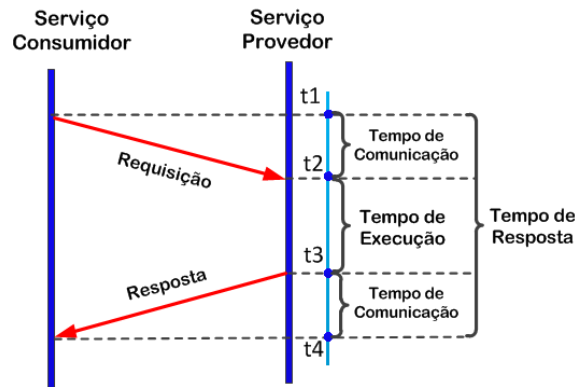 Serviço
Consumidor
Serviço
Provedor
t1
Tempo de
Comunicação
Requisição
t2
Tempo de
Execução
Tempo de
Resposta
t3
Resposta
Tempo de
Comunicação
t4